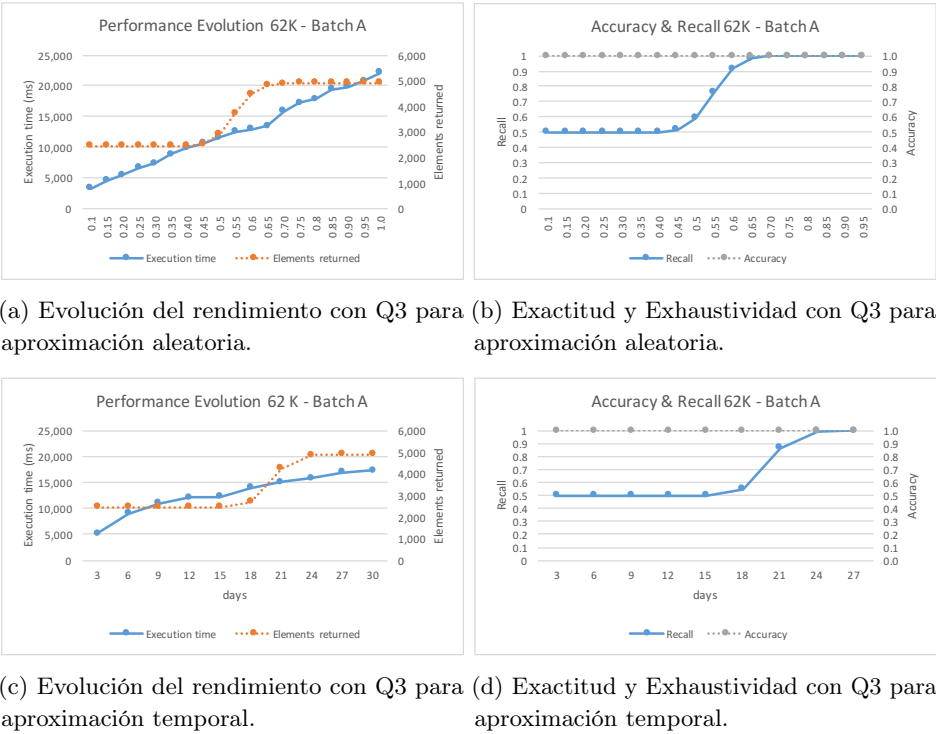 Performance Evolution 62K - Batch A
Execution time (ms)
25,000
20,000
15,000
10,000
5,000
0
6,000
5,000
4,000
3,000
2,000
1,000
0
Elements returned
0.1 0.15 0.20 0.25 0.30 0.35 0.40 0.45 0.5 0.55 0.6 0.65 0.70 0.75 0.8 0.85 0.90 0.95 1.0
Execution time Elements returned
Accuracy & Recall 62K - Batch A
Recall
1
0.9
0.8
0.7
0.6
0.5
0.4
0.3
0.2
0.1
0
1.0
0.9
0.8
0.7
0.6
0.5
0.4
0.3
0.2
0.1
0.0
Accuracy
0.1 0.15 0.20 0.25 0.30 0.35 0.40 0.45 0.5 0.55 0.6 0.65 0.70 0.75 0.8 0.85 0.90 0.95
Recall Accuracy
(a) Evolución del rendimiento con Q3 para
aproximación aleatoria.
(b) Exactitud y Exhaustividad con Q3 para
aproximación aleatoria.
Performance Evolution 62 K - Batch A
Execution time (ms)
25,000
20,000
15,000
10,000
5,000
0
6,000
5,000
4,000
3,000
2,000
1,000
0
Elements returned
3 6 9 12 15 18 21 24 27 30
days
Execution time Elements returned
Accuracy & Recall 62K - Batch A
Recall
1
0.9
0.8
0.7
0.6
0.5
0.4
0.3
0.2
0.1
0
1.0
0.9
0.8
0.7
0.6
0.5
0.4
0.3
0.2
0.1
0.0
Accuracy
3 6 9 12 15 18 21 24 27
days
Recall Accuracy
(c) Evolución del rendimiento con Q3 para
aproximación temporal.
(d) Exactitud y Exhaustividad con Q3 para
aproximación temporal.